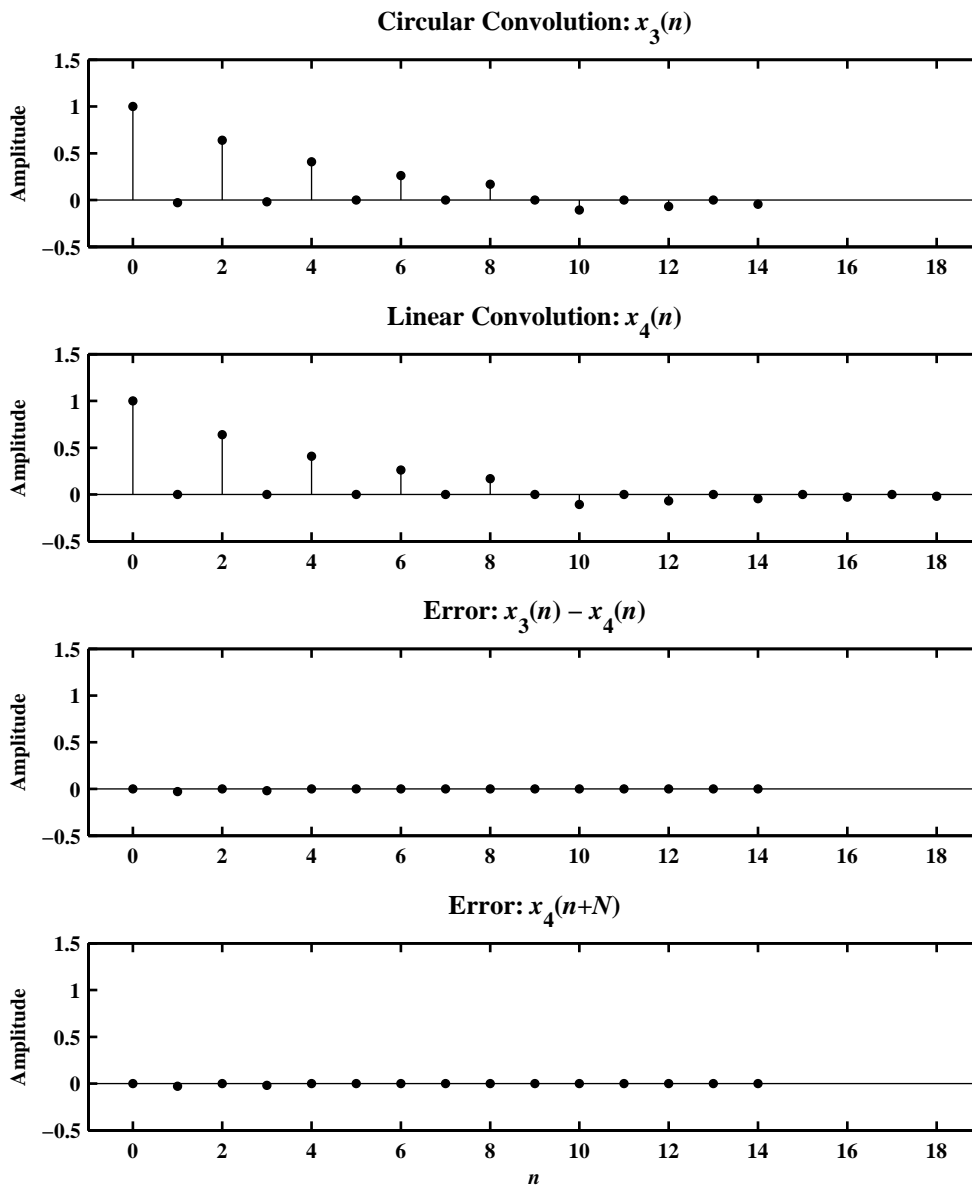 Circular Convolution: x3(n)
Amplitude
1.5
1
0.5
0
−0.5
0 2 4 6 8 10 12 14 16 18
Linear Convolution: x4(n)
Amplitude
1.5
1
0.5
0
−0.5
0 2 4 6 8 10 12 14 16 18
Error: x3(n) − x4(n)
Amplitude
1.5
1
0.5
0
−0.5
0 2 4 6 8 10 12 14 16 18
Error: x4(n+N)
Amplitude
1.5
1
0.5
0
−0.5
0 2 4 6 8 10 12 14 16 18
n